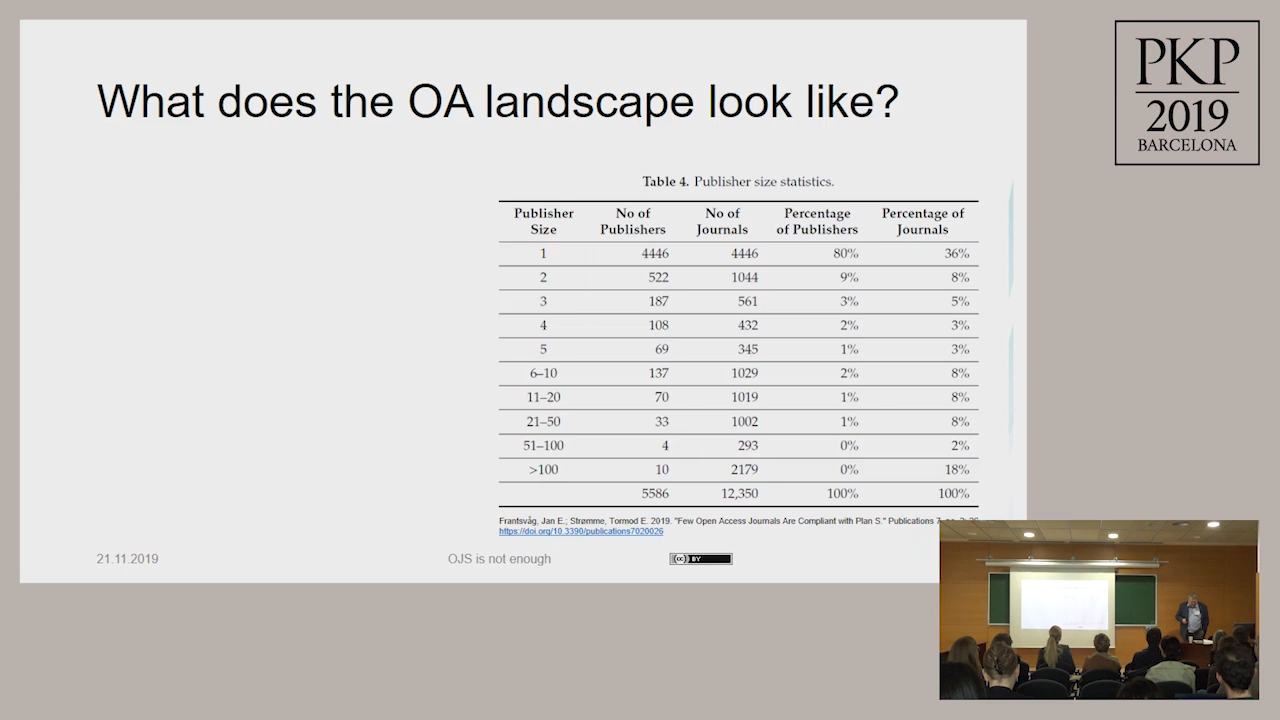 What does the OA landscape look like?
PKP
2019
BARCELONA
Table 4. Publisher size statistics.
Publisher Size No of Publishers No of Journals Percentage of Publishers Percentage of Journals
1 4446 4446 80% 36%
2 522 1044 9% 8%
3 187 561 3% 5%
4 108 432 2% 3%
5 69 345 1% 3%
6–10 137 1029 2% 8%
11–20 70 1019 1% 8%
21–50 33 1002 1% 8%
51–100 4 293 0% 2%
>100 10 2179 0% 18%
5586 12,350 100% 100%
Frantsvåg, Jan E.; Strømme, Tormod E. 2019. "Few Open Access Journals Are Compliant with Plan S." Publications 7,
https://doi.org/10.3390/publications7020026
21.11.2019 OJS is not enough
(cc) BY